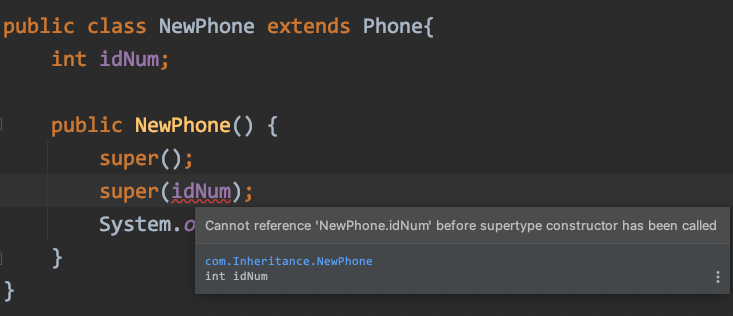 public class NewPhone extends Phone{
int idNum;
public NewPhone() {
super();
super(idNum);
System.o
Cannot reference 'NewPhone.idNum' before supertype constructor has been called
com.Inheritance.NewPhone
int idNum
}
}